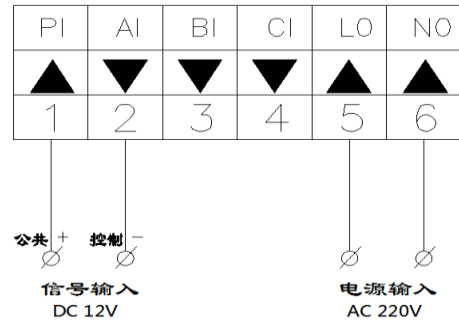 PI AI BI CI LO NO
1 2 3 4 5 6
公共 + 控制 -
信号输入 电源输入
DC 12V AC 220V